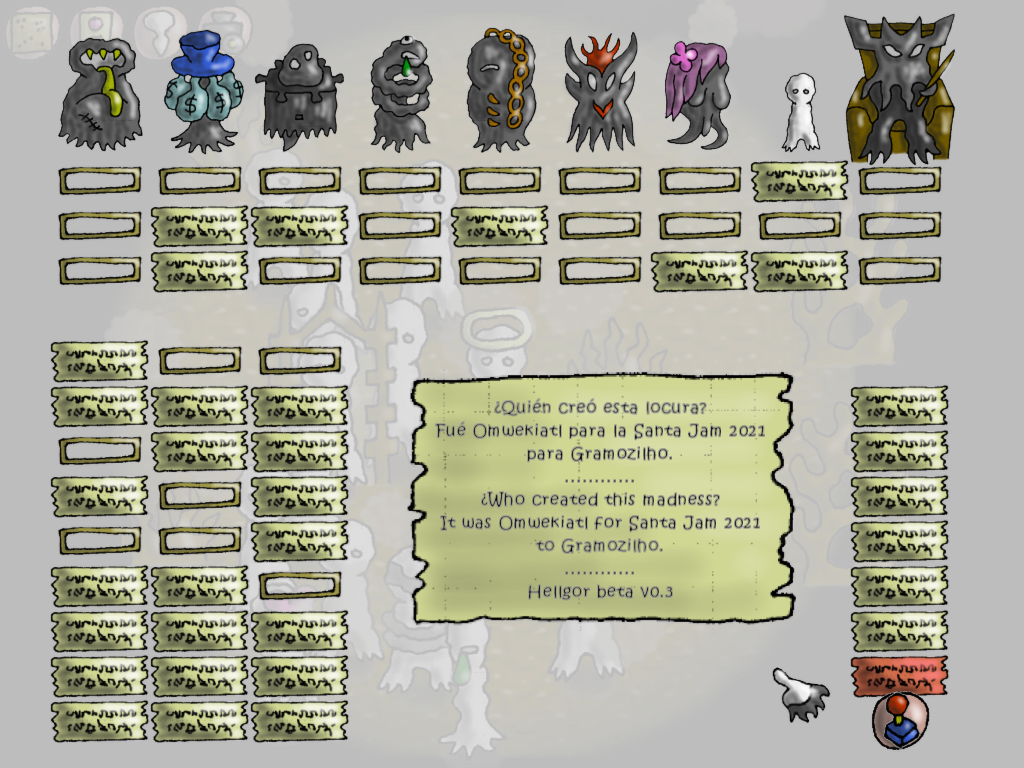 ¿Quién creó esta locura?
Fué Omwekiatl para la Santa Jam 2021
para Gramozilho.
............
¿Who created this madness?
It was Omwekiatl for Santa Jam 2021
to Gramozilho.
............
Hellgor beta v0.3